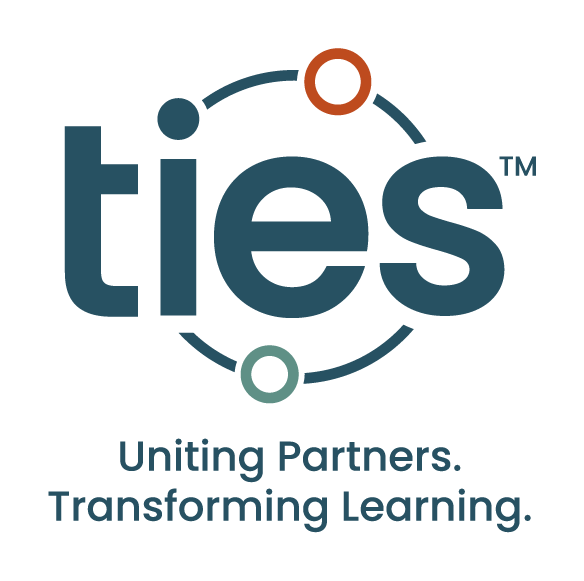 ties™
Uniting Partners.
Transforming Learning.